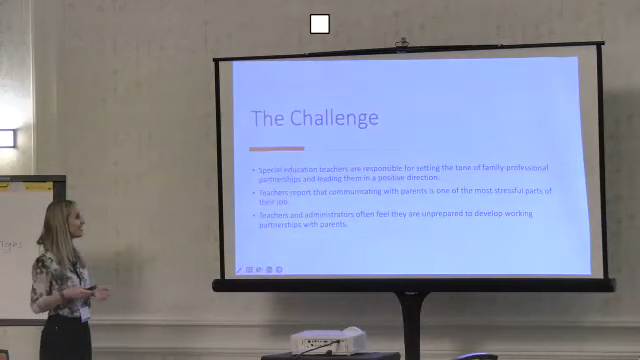 The Challenge
• Special education teachers are responsible for setting the tone of family-professional
partnerships and leading them in a positive direction.
• Teachers report that communicating with parents is one of the most stressful parts of
their job.
• Teachers and administrators often feel they are unprepared to develop working
partnerships with parents.